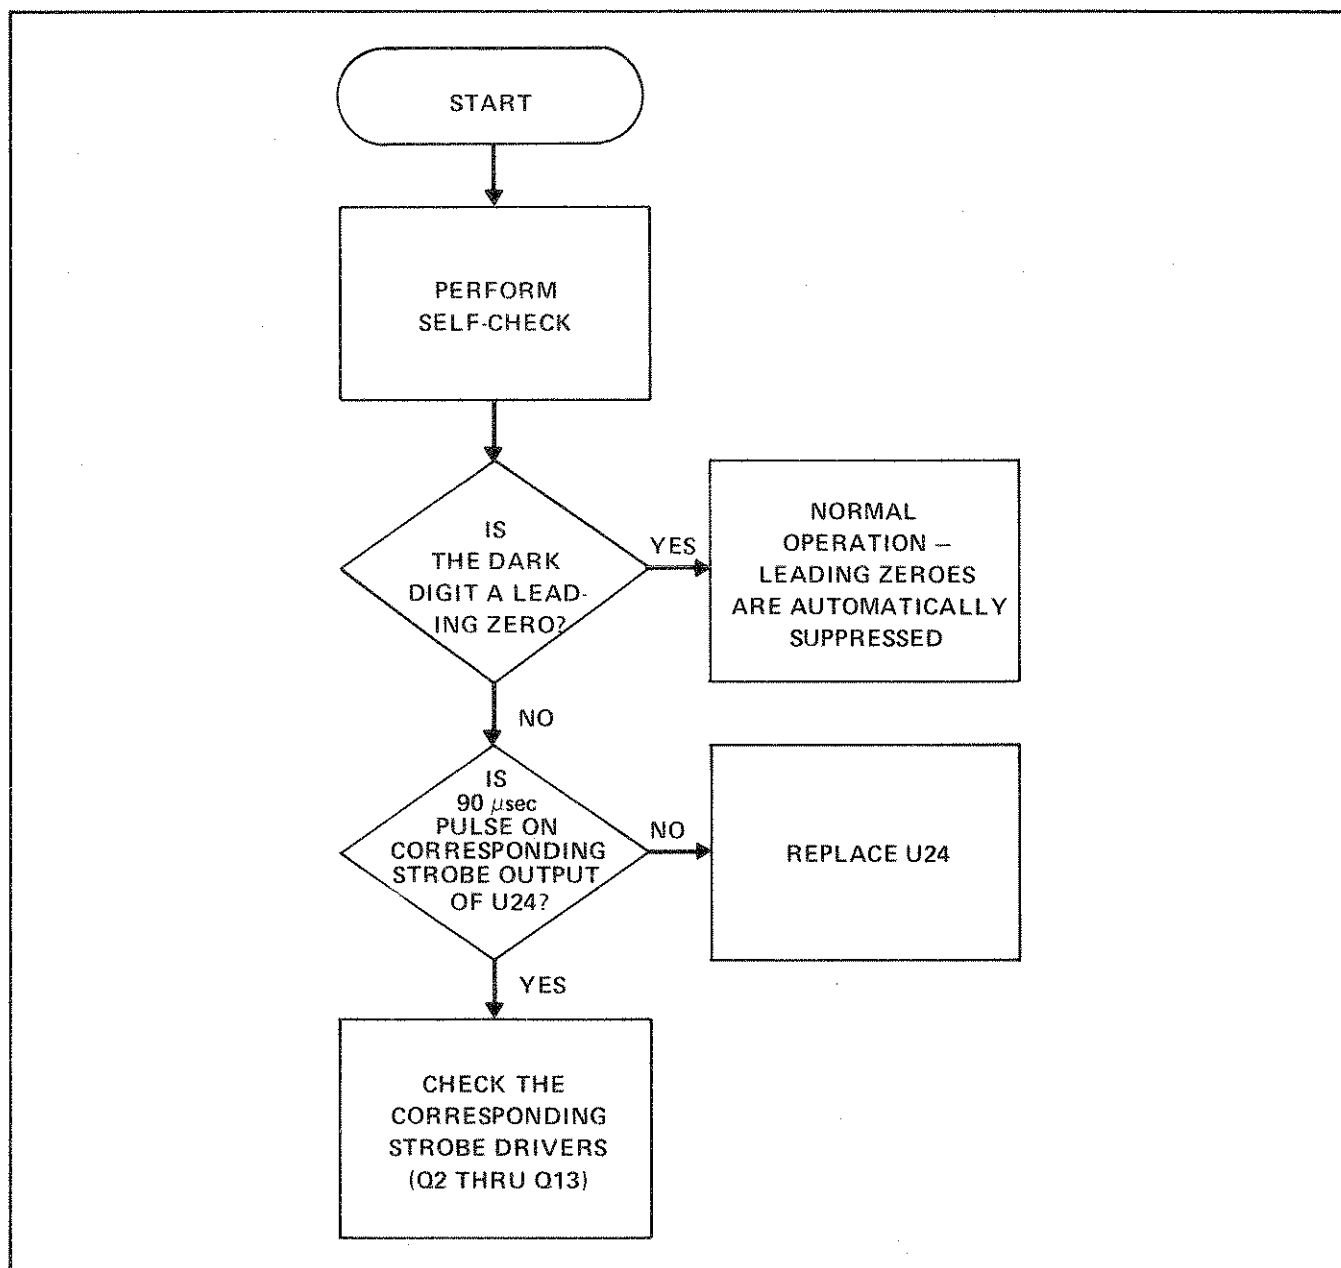 START
PERFORM
SELF-CHECK
IS
THE DARK
DIGIT A LEAD-
ING ZERO?
YES
NORMAL
OPERATION –
LEADING ZEROES
ARE AUTOMATICALLY
SUPPRESSED
NO
IS
90 μsec
PULSE ON
CORRESPONDING
STROBE OUTPUT
OF U24?
NO
REPLACE U24
YES
CHECK THE
CORRESPONDING
STROBE DRIVERS
(Q2 THRU Q13)